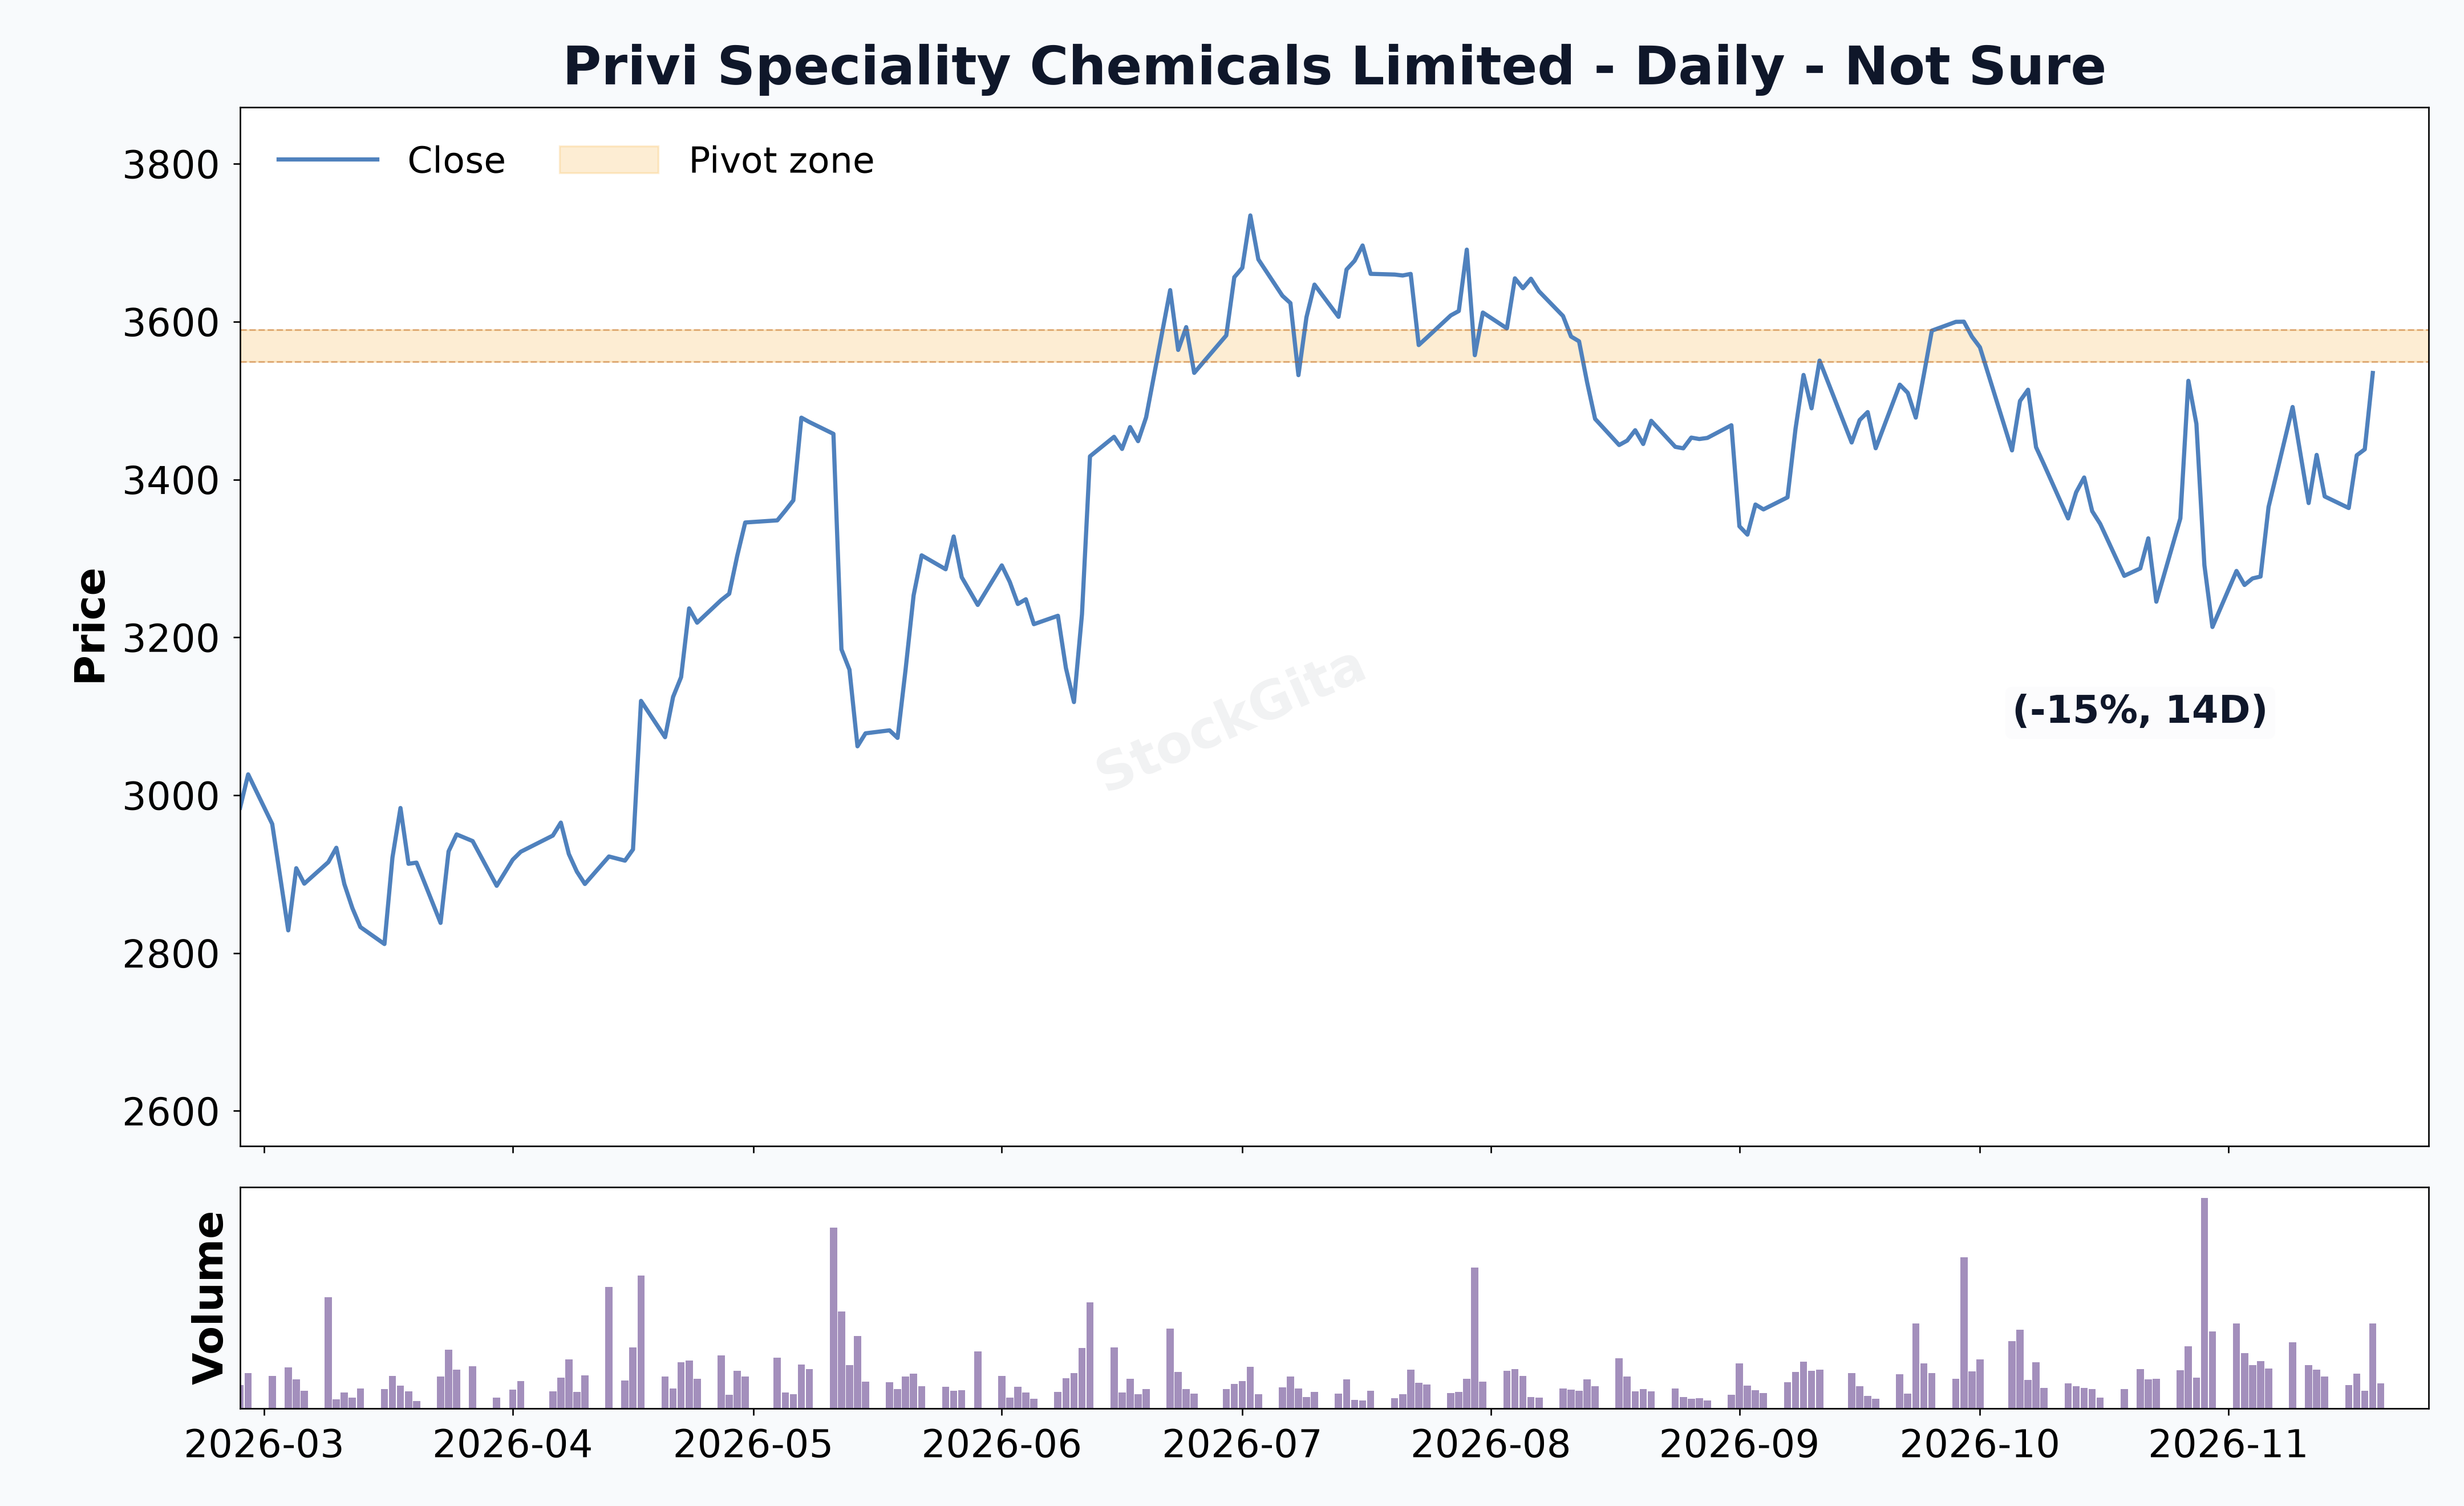 Privi Speciality Chemicals Limited - Daily - Not Sure
Close
Pivot zone
3800
3600
3400
3200
3000
2800
2600
Price
StockGita
(-15%, 14D)
Volume
2026-03
2026-04
2026-05
2026-06
2026-07
2026-08
2026-09
2026-10
2026-11